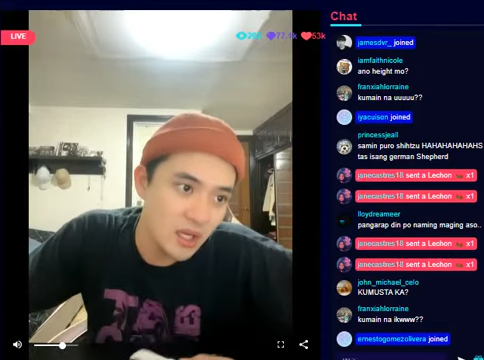 Chat
LIVE
53k
jamesdvr_ joined
iamfaithnicole
ano height mo?
franxiahlorraine
kumain na uuuuu??
iyacuison joined
princessjeall
samin puro shihtzu HAHAHAHAHAHS
tas isang german Shepherd
janecastres18 sent a Lechon x1
janecastres18 sent a Lechon x1
lloydreameer
pangarap din po naming maging aso..
janecastres18 sent a Lechon x1
janecastres18 sent a Lechon x1
john_michael_celo
KUMUSTA KA?
franxiahlorraine
kumain na ikwww??
ernestogomezolivera joined